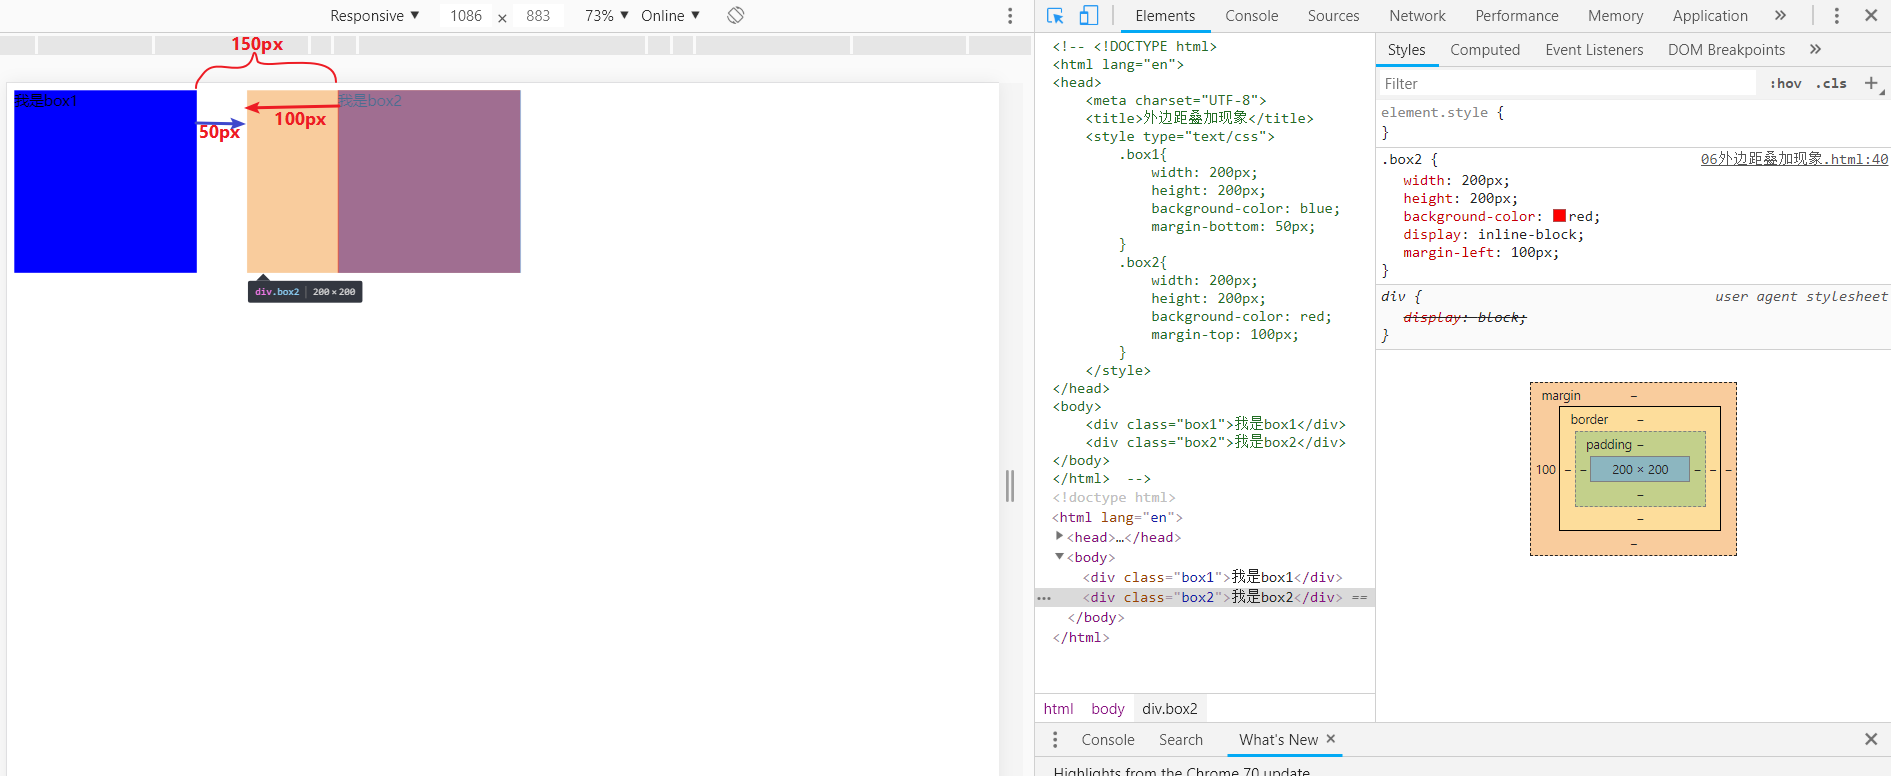 Responsive ▼ 1086 × 883 73% ▼ Online ▼
150px
我是box1
50px
100px
我是box2
div.box2 | 200 × 200
Elements Console Sources Network Performance Memory Application »
<!-- <!DOCTYPE html>
<html lang="en">
<head>
<meta charset="UTF-8">
<title>外边距叠加现象</title>
<style type="text/css">
.box1{
width: 200px;
height: 200px;
background-color: blue;
margin-bottom: 50px;
}
.box2{
width: 200px;
height: 200px;
background-color: red;
margin-top: 100px;
}
</style>
</head>
<body>
<div class="box1">我是box1</div>
<div class="box2">我是box2</div>
</body>
</html> -->
<!doctype html>
<html lang="en">
<head>…</head>
<body>
<div class="box1">我是box1</div>
<div class="box2">我是box2</div> ==
</body>
</html>
html body div.box2
Styles Computed Event Listeners DOM Breakpoints »
Filter :hov .cls +
element.style {
}
.box2 { 06外边距叠加现象.html:40
width: 200px;
height: 200px;
background-color: red;
display: inline-block;
margin-left: 100px;
}
div { user agent stylesheet
display: block;
}
margin –
border –
padding –
100 – – 200 × 200 – – –
–
–
–
Console Search What's New ×
Highlights from the Chrome 70 update